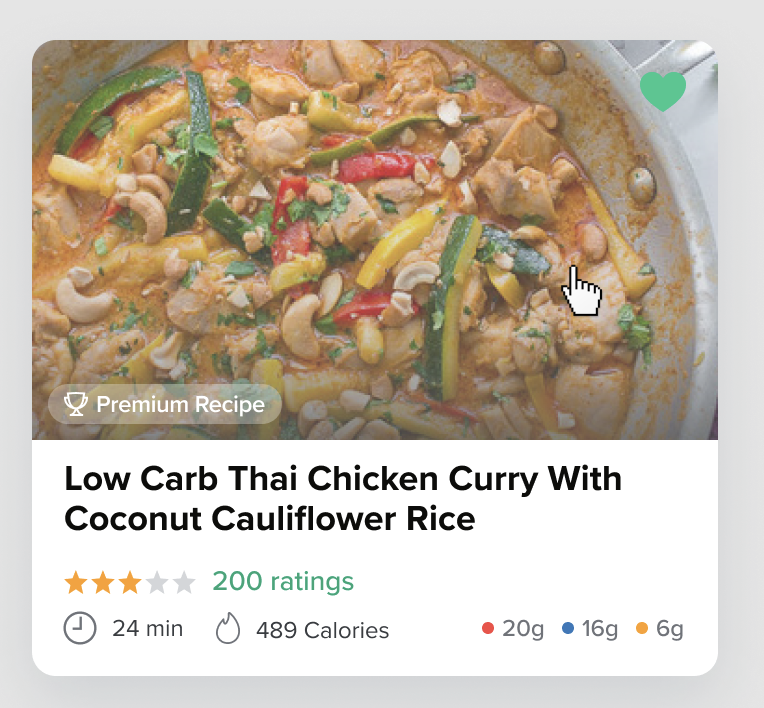 Premium Recipe
Low Carb Thai Chicken Curry With
Coconut Cauliflower Rice
200 ratings
24 min 489 Calories 20g 16g 6g